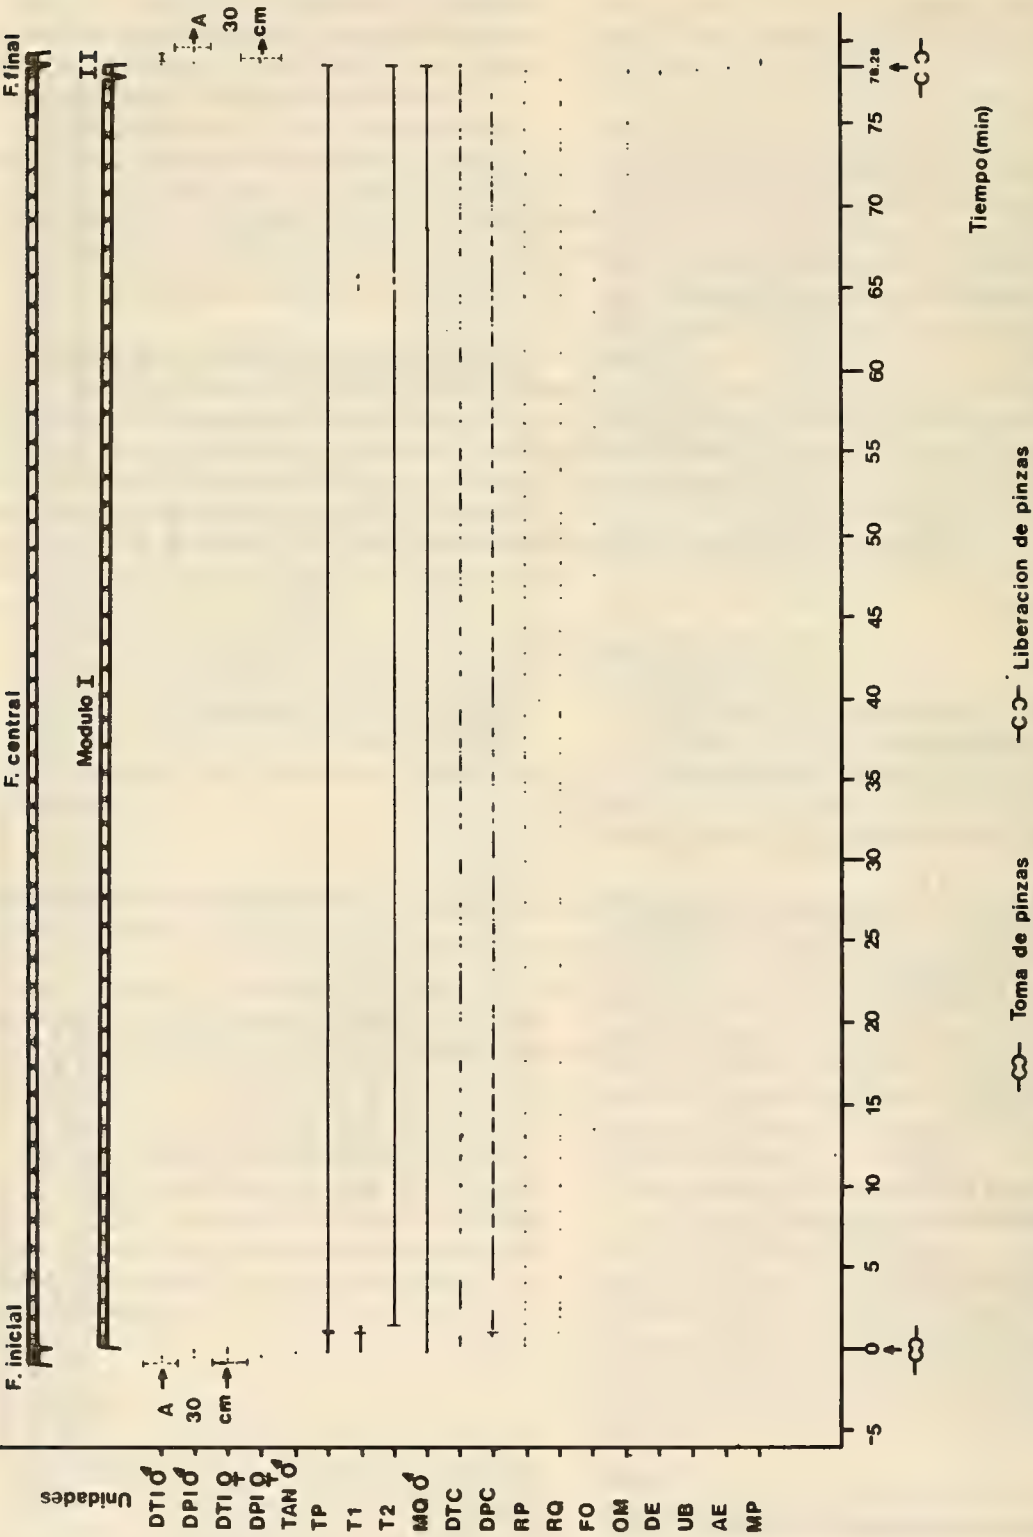 F. inicial
F. central
F. final
Modulo I
II
Unidades
DTI ♂
DPI ♂
DTI ♀
DPI ♀
TAN ♂
TP
T1
T2
MQ ♂
DTC
DPC
RP
RQ
FO
OM
DE
UB
AE
MP
A
30
cm
A
30
cm
-5
0
5
10
15
20
25
30
35
40
45
50
55
60
65
70
75
78.28
Tiempo (min)
Toma de pinzas
Liberacion de pinzas